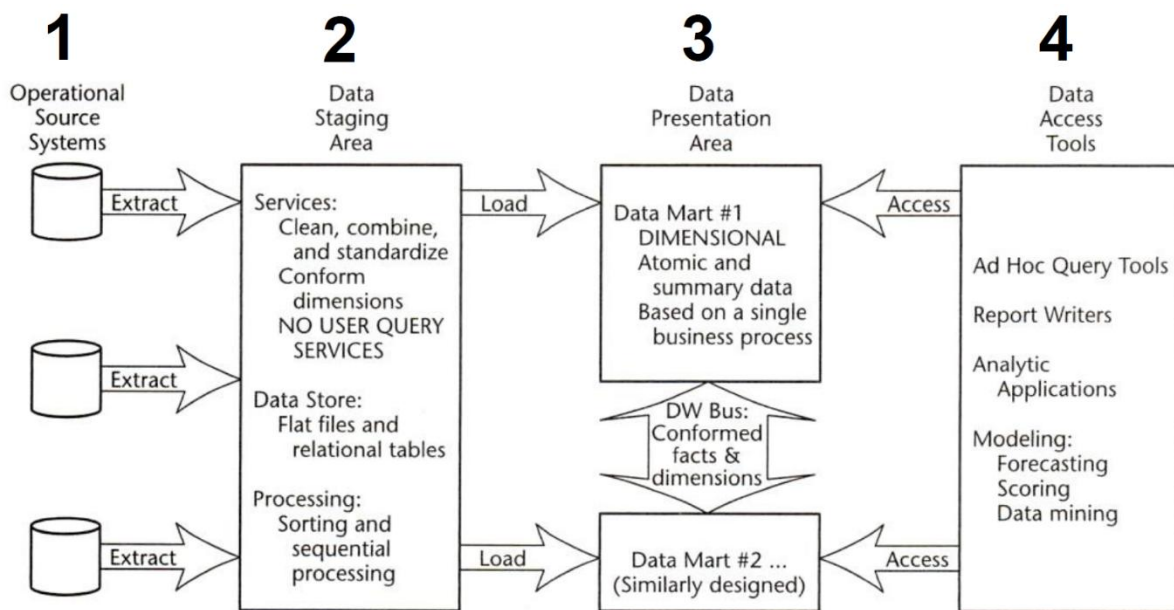 1
Operational
Source
Systems
Extract
Extract
Extract
2
Data
Staging
Area
Services:
Clean, combine,
and standardize
Conform
dimensions
NO USER QUERY
SERVICES
Data Store:
Flat files and
relational tables
Processing:
Sorting and
sequential
processing
Load
Load
3
Data
Presentation
Area
Data Mart #1
DIMENSIONAL
Atomic and
summary data
Based on a single
business process
DW Bus:
Conformed
facts &
dimensions
Data Mart #2 ...
(Similarly designed)
Access
Access
4
Data
Access
Tools
Ad Hoc Query Tools
Report Writers
Analytic
Applications
Modeling:
Forecasting
Scoring
Data mining